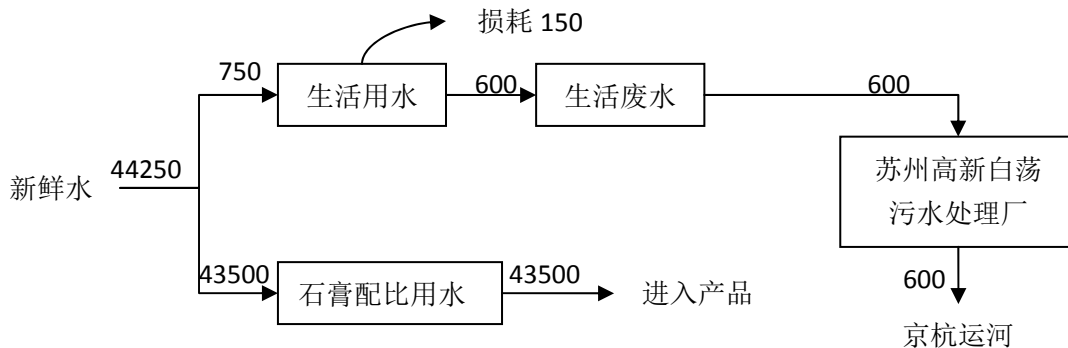 损耗 150
750
生活用水
600
生活废水
600
新鲜水
44250
苏州高新白荡
污水处理厂
43500
石膏配比用水
43500
进入产品
600
京杭运河